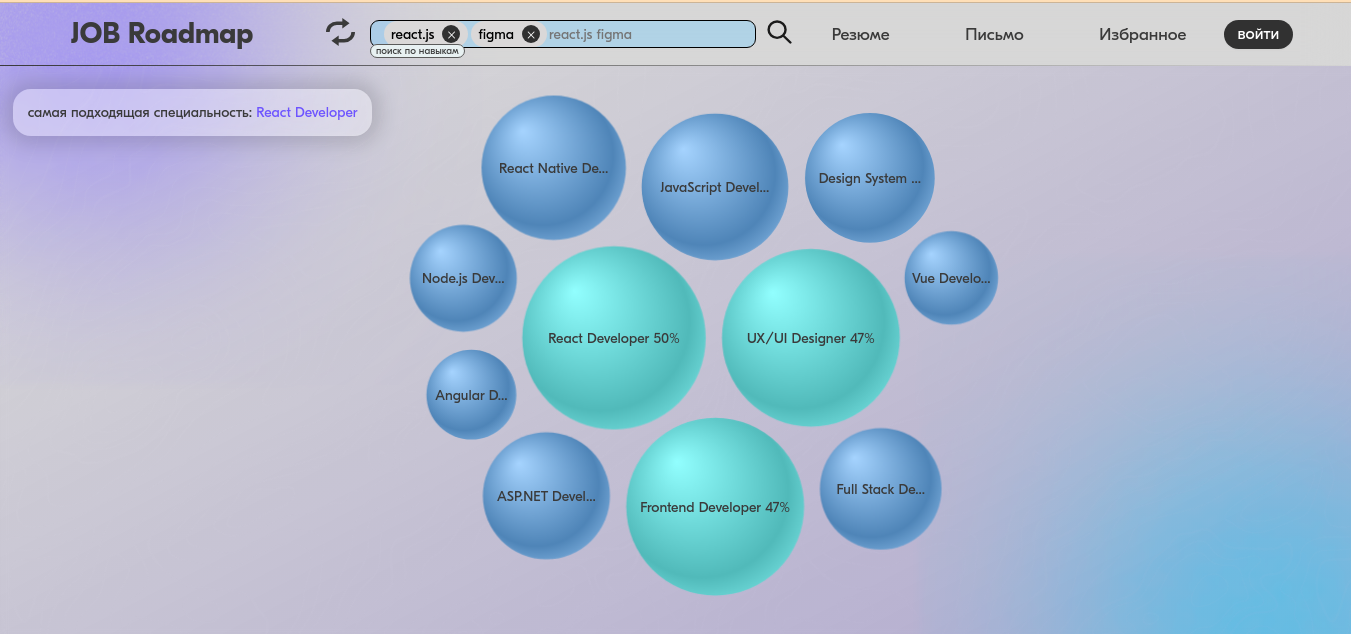 JOB Roadmap
react.js
figma
react.js figma
поиск по навыкам
Резюме
Письмо
Избранное
войти
самая подходящая специальность: React Developer
React Native De...
JavaScript Devel...
Design System ...
Node.js Dev...
Vue Develo...
React Developer 50%
UX/UI Designer 47%
Angular D...
ASP.NET Devel...
Frontend Developer 47%
Full Stack De...